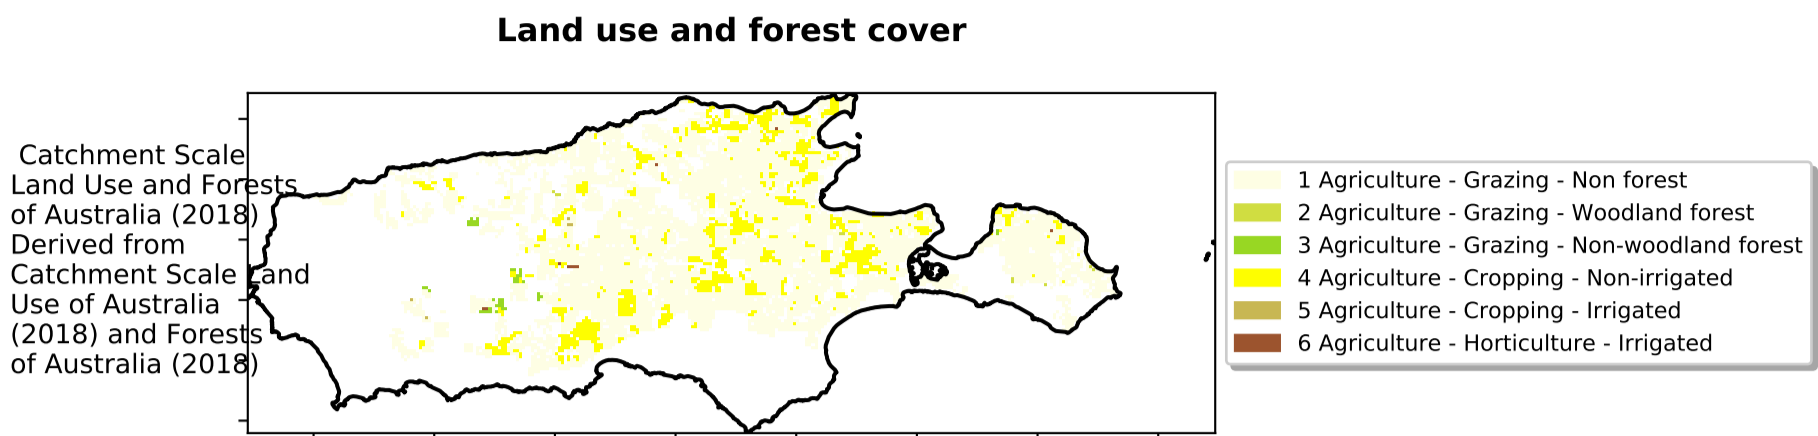 Land use and forest cover
Catchment Scale
Land Use and Forests
of Australia (2018)
Derived from
Catchment Scale Land
Use of Australia
(2018) and Forests
of Australia (2018)
1 Agriculture - Grazing - Non forest
2 Agriculture - Grazing - Woodland forest
3 Agriculture - Grazing - Non-woodland forest
4 Agriculture - Cropping - Non-irrigated
5 Agriculture - Cropping - Irrigated
6 Agriculture - Horticulture - Irrigated